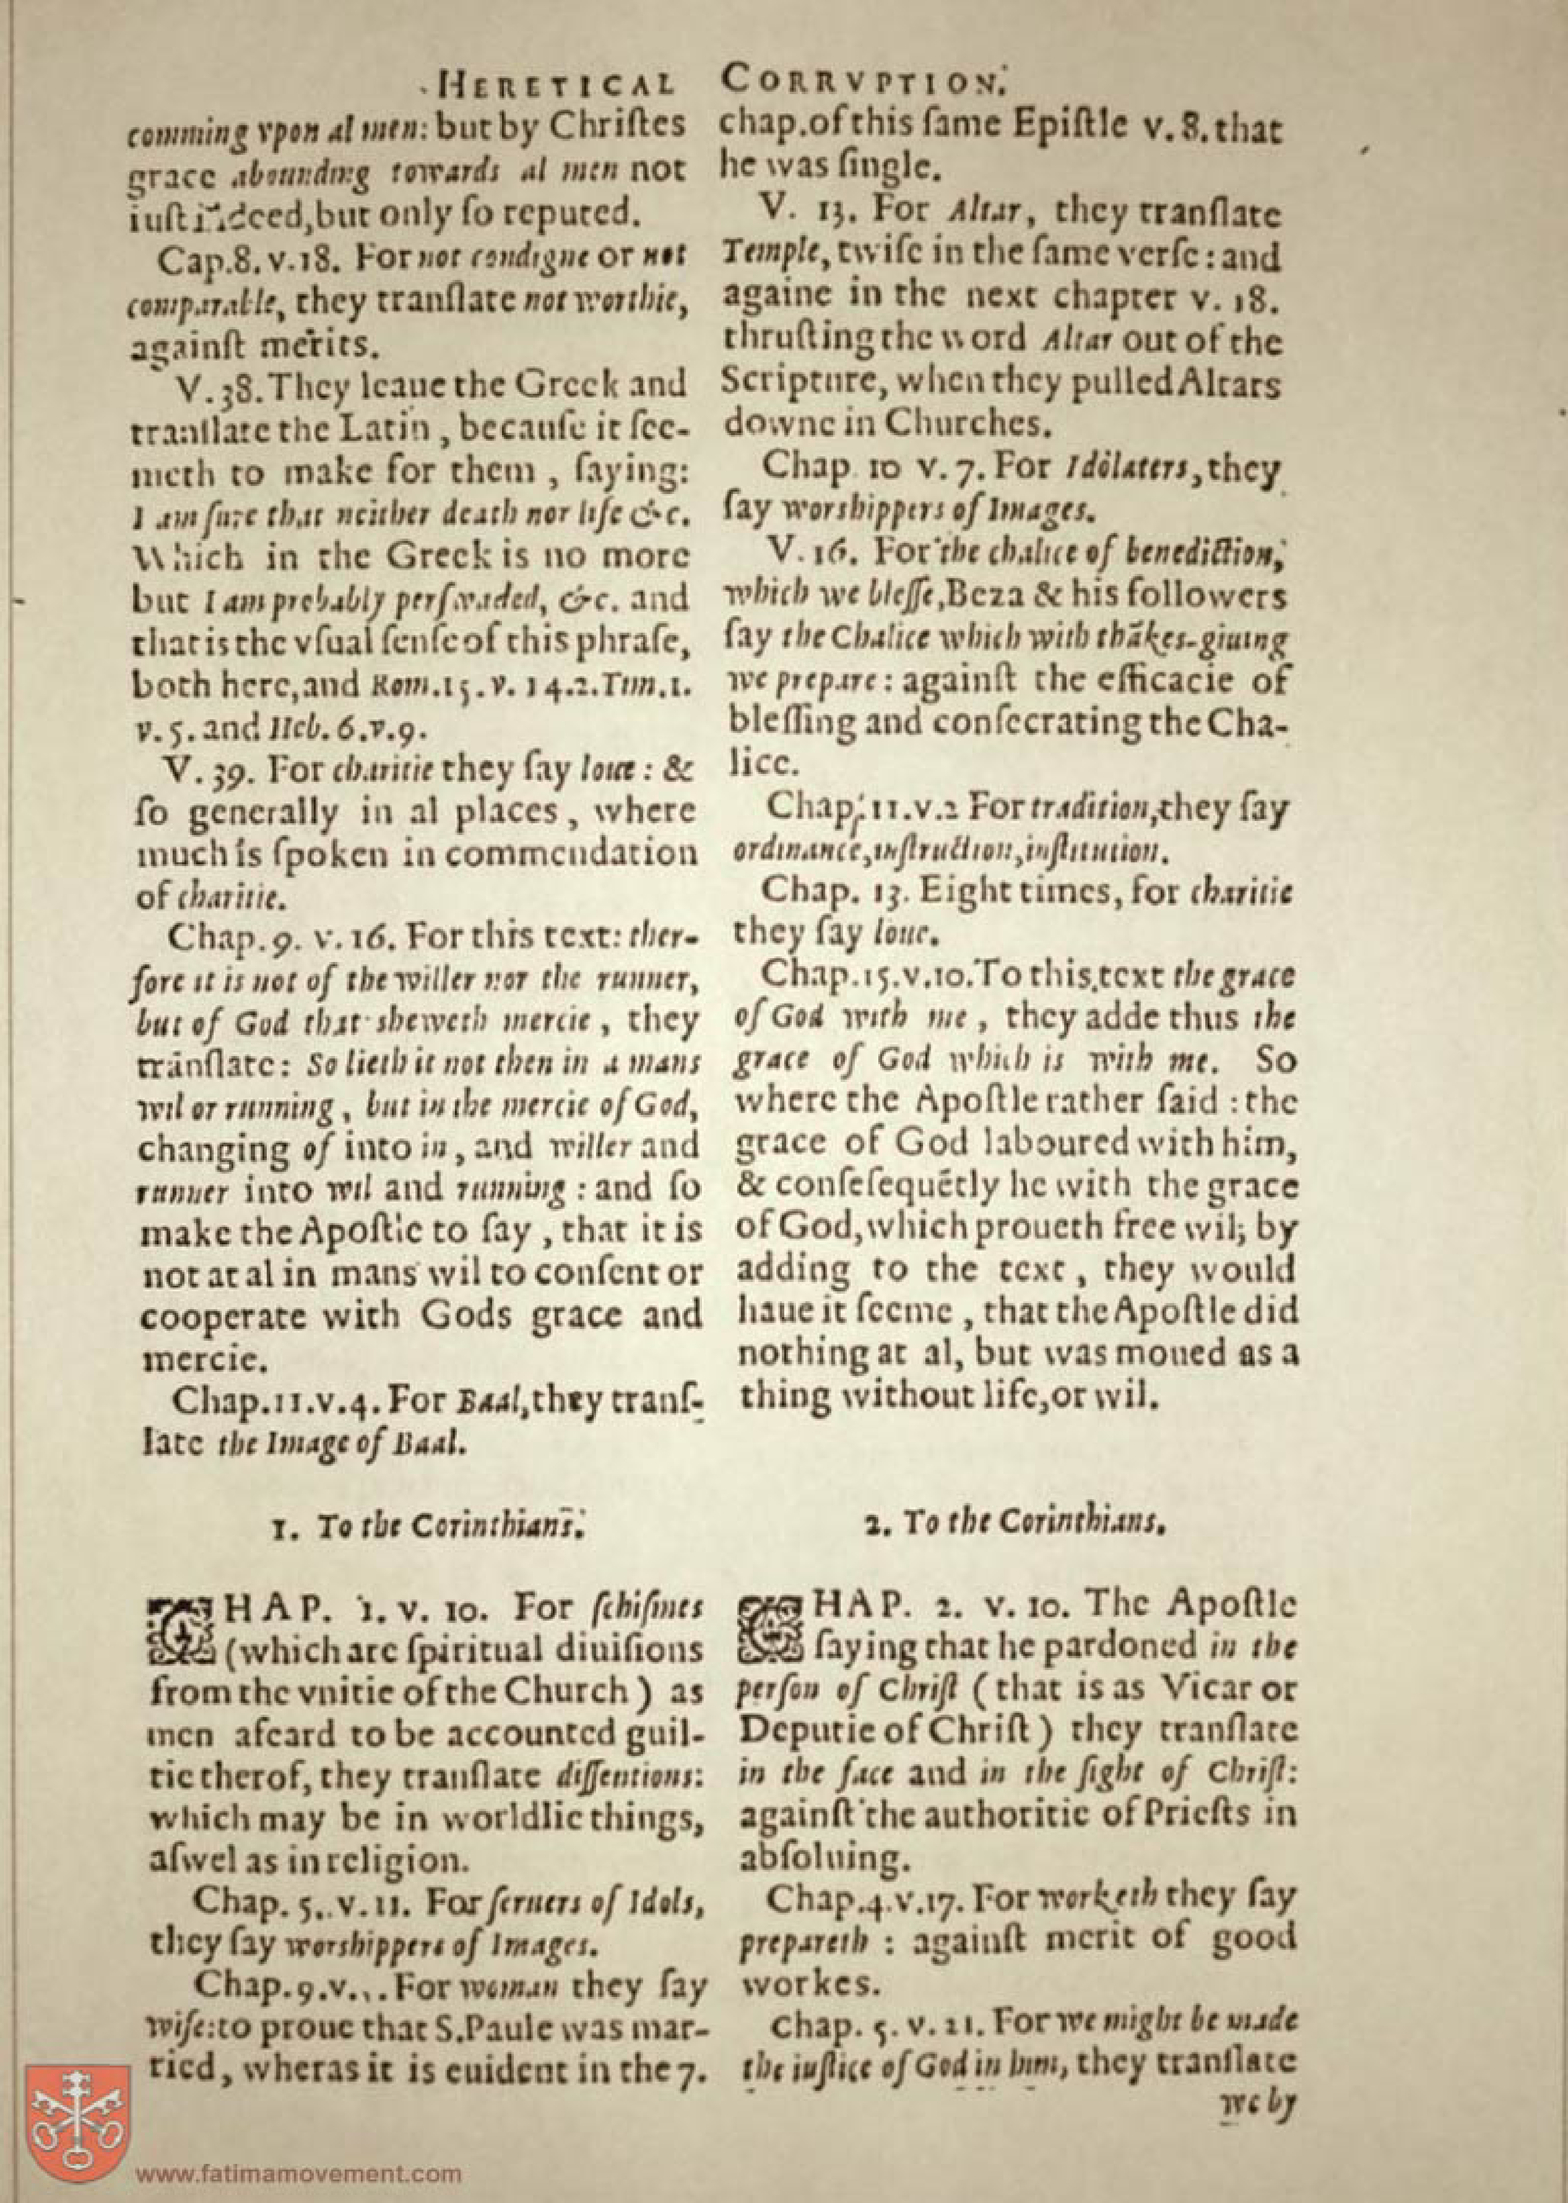 HERETICAL CORRVPTION.
comming vpon al men: but by Chriſtes
grace abounding towards al men not
iuſt indeed, but only ſo reputed.
Cap.8. v.18. For not condigne or not
comparable, they tranſlate not worthie,
againſt merits.
V.38. They leaue the Greek and
tranſlate the Latin, becauſe it ſee-
meth to make for them, ſaying:
I am ſure that neither death nor life &c.
Which in the Greek is no more
but I am probably perſwaded, &c. and
that is the vſual ſenſe of this phraſe,
both here, and Rom.15.v.14.2.Tim.1.
v.5. and Heb.6.v.9.
V.39. For charitie they ſay loue: &
ſo generally in al places, where
much is ſpoken in commendation
of charitie.
Chap.9. v.16. For this text: ther-
fore it is not of the willer nor the runner,
but of God that sheweth mercie, they
tranſlate: So lieth it not then in a mans
wil or running, but in the mercie of God,
changing of into in, and willer and
runner into wil and running: and ſo
make the Apoſtle to ſay, that it is
not at al in mans wil to conſent or
cooperate with Gods grace and
mercie.
Chap.11.v.4. For Baal, they tranſ-
late the Image of Baal.
1. To the Corinthians.
CHAP. 1. v. 10. For ſchiſmes
(which are ſpiritual diuiſions
from the vnitie of the Church) as
men afeard to be accounted guil-
tie therof, they tranſlate diſſentions:
which may be in worldlie things,
aſwel as in religion.
Chap. 5. v. 11. For ſeruers of Idols,
they ſay worshippers of Images.
Chap.9.v. For woman they ſay
wife: to proue that S.Paule was mar-
ried, wheras it is euident in the 7.
chap. of this ſame Epiſtle v. 8. that
he was ſingle.
V. 13. For Altar, they tranſlate
Temple, twiſe in the ſame verſe: and
againe in the next chapter v. 18.
thruſting the word Altar out of the
Scripture, when they pulled Altars
downe in Churches.
Chap. 10 v. 7. For Idolaters, they
ſay worshippers of Images.
V. 16. For the chalice of benediction,
which we bleſſe, Beza & his followers
ſay the Chalice which with thākes-giuing
we prepare: againſt the efficacie of
bleſſing and conſecrating the Cha-
lice.
Chap. 11.v.2 For tradition, they ſay
ordinance, inſtruction, inſtitution.
Chap. 13. Eight times, for charitie
they ſay loue.
Chap.15.v.10. To this text the grace
of God with me, they adde thus the
grace of God which is with me. So
where the Apoſtle rather ſaid: the
grace of God laboured with him,
& conſeſequētly he with the grace
of God, which proueth free wil; by
adding to the text, they would
haue it ſeeme, that the Apoſtle did
nothing at al, but was moued as a
thing without life, or wil.
2. To the Corinthians.
CHAP. 2. v. 10. The Apoſtle
ſaying that he pardoned in the
perſon of Chriſt (that is as Vicar or
Deputie of Chriſt) they tranſlate
in the face and in the ſight of Chriſt:
againſt the authoritie of Prieſts in
abſoluing.
Chap.4.v.17. For worketh they ſay
prepareth: againſt merit of good
workes.
Chap. 5. v. 21. For we might be made
the iuſtice of God in him, they tranſlate
we by
www.fatimamovement.com